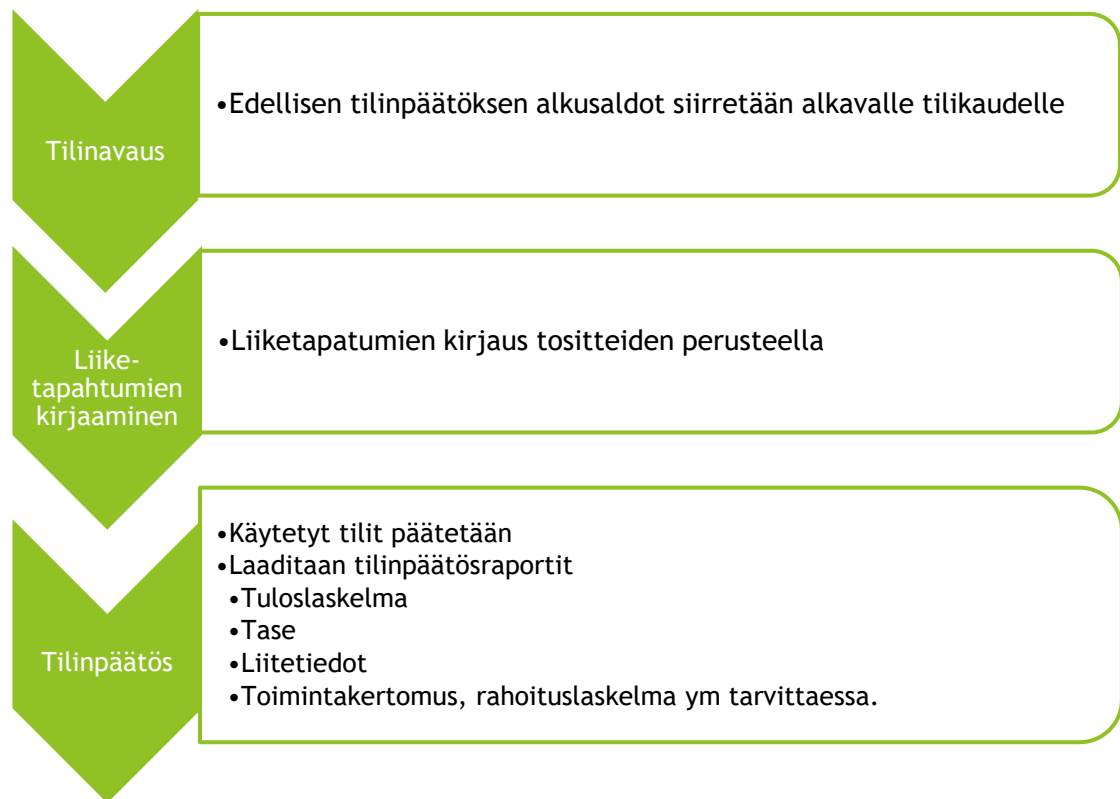 Tilinavaus
•Edellisen tilinpäätöksen alkusaldot siirretään alkavalle tilikaudelle
Liike-
tapahtumien
kirjaaminen
•Liiketapatumien kirjaus tositteiden perusteella
Tilinpäätös
•Käytetyt tilit päätetään
•Laaditaan tilinpäätösraportit
•Tuloslaskelma
•Tase
•Liitetiedot
•Toimintakertomus, rahoituslaskelma ym tarvittaessa.